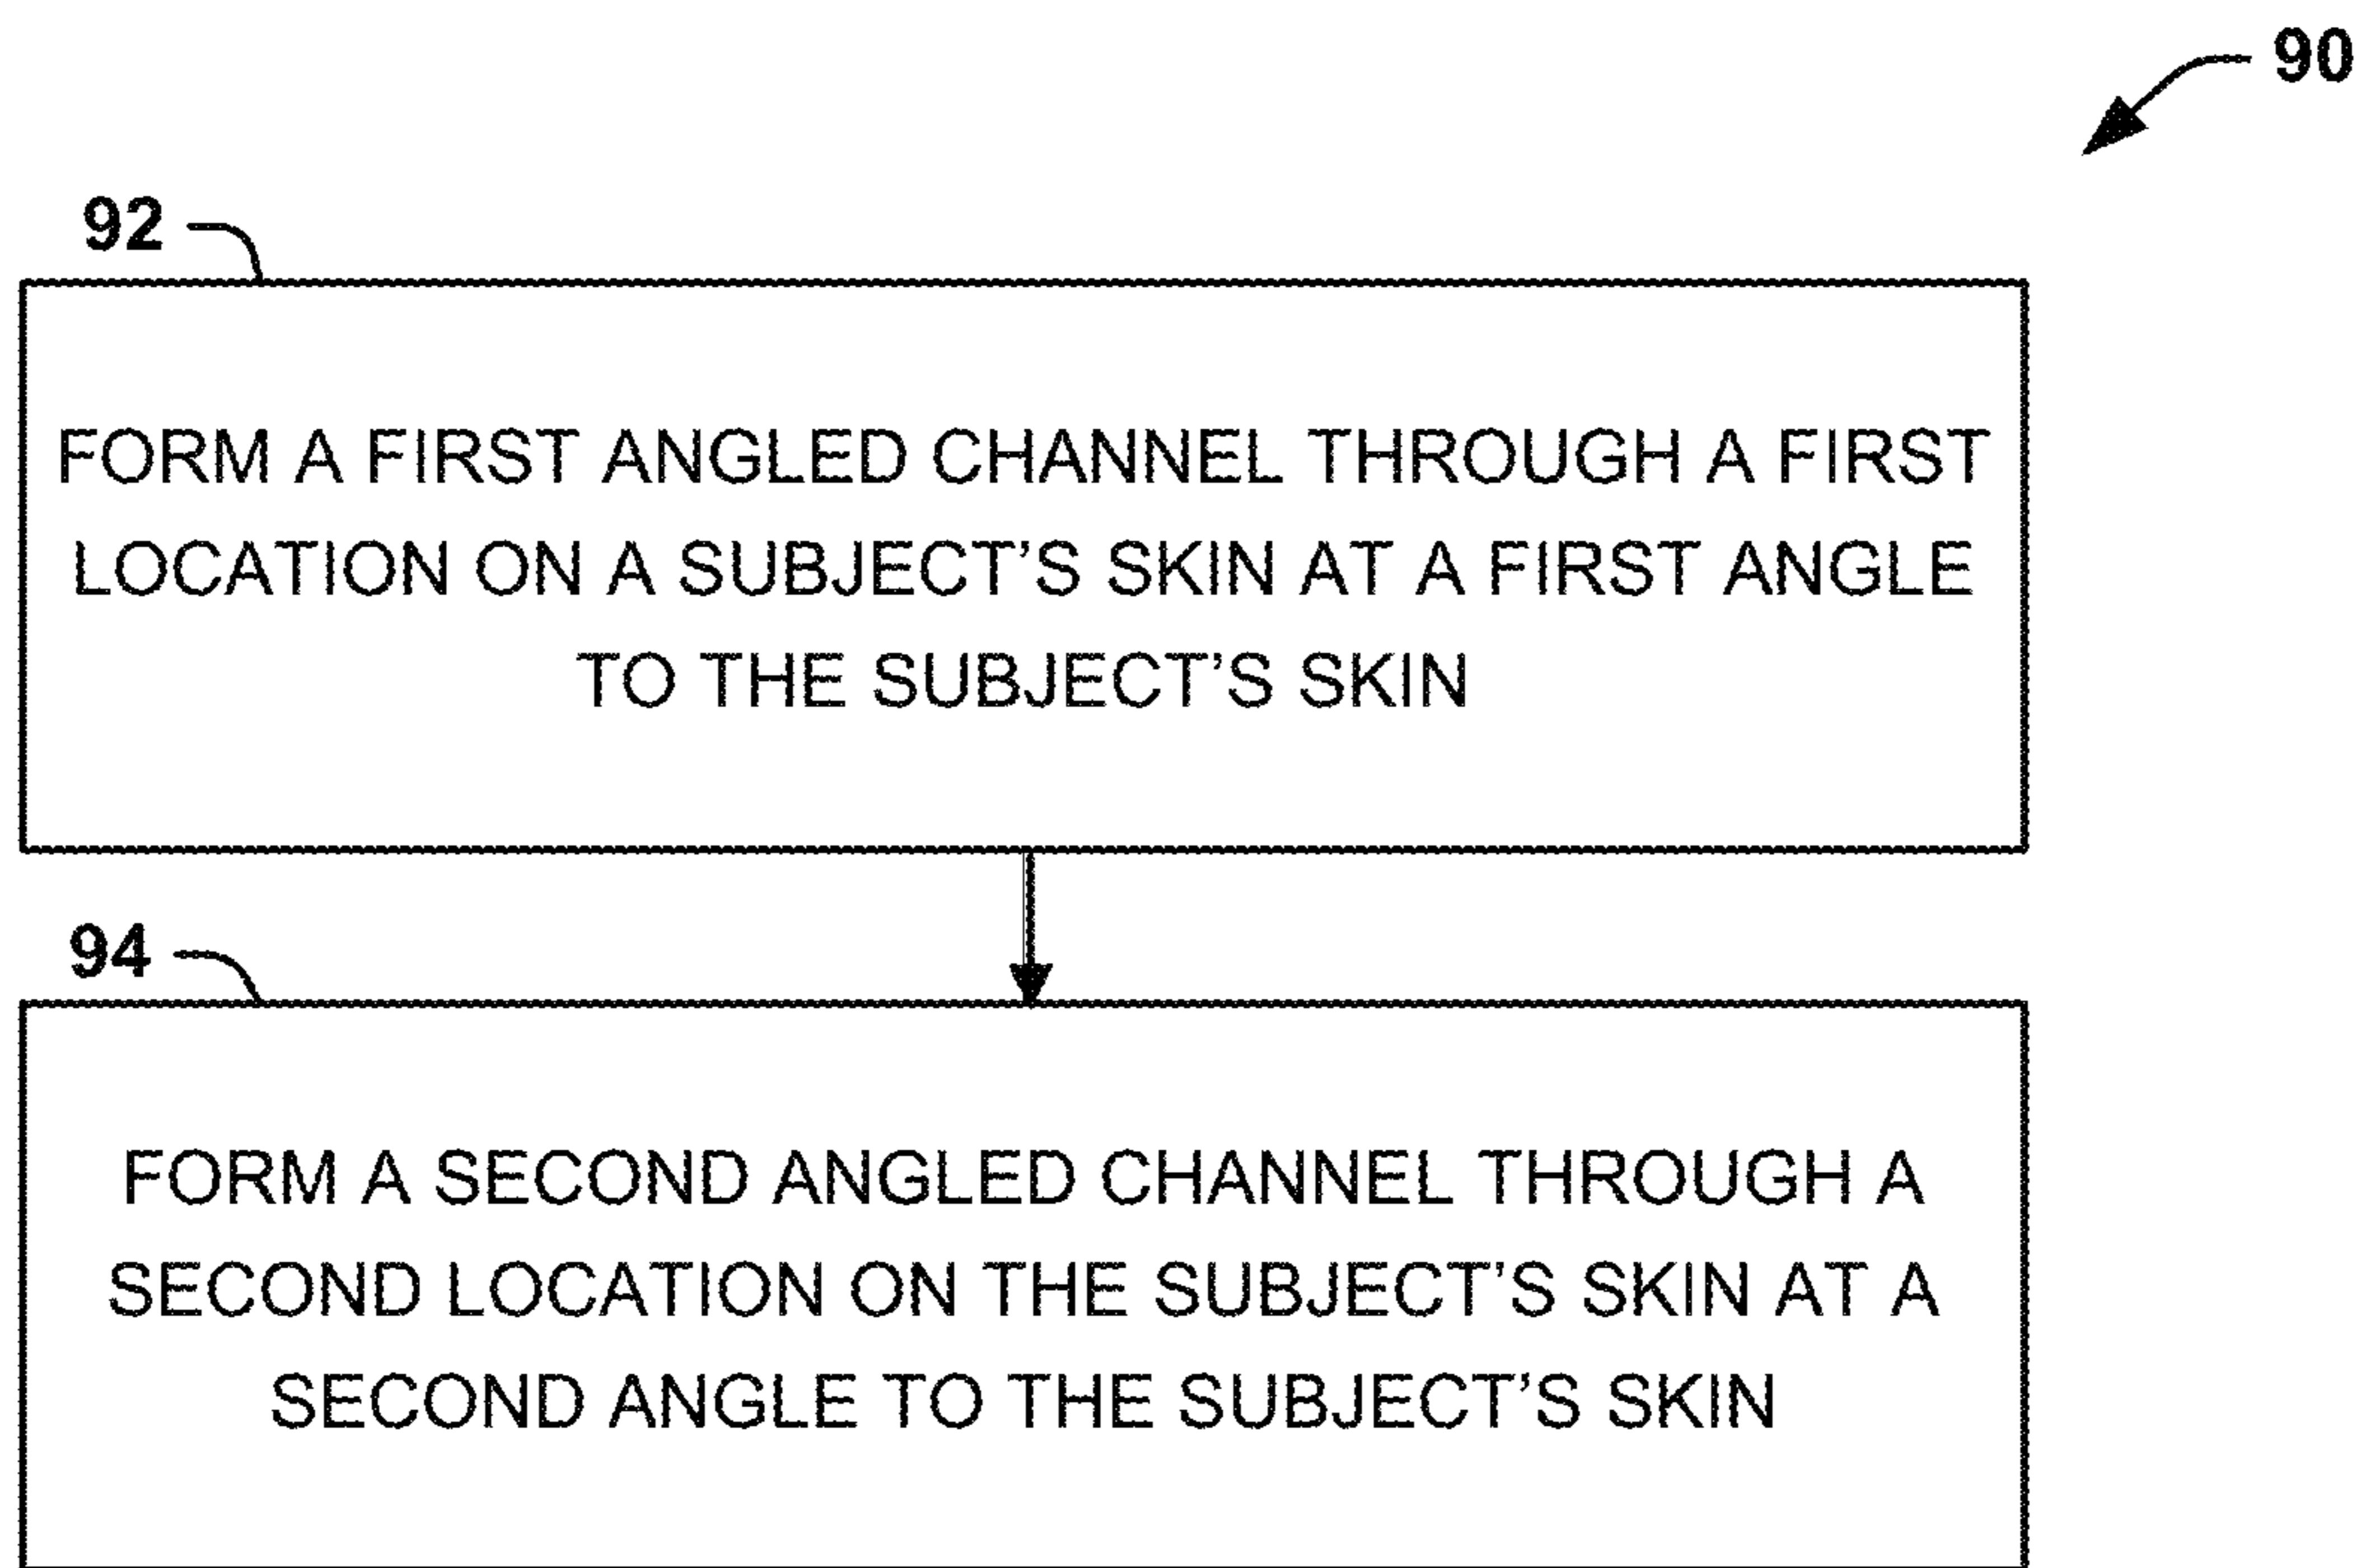 90
92
FORM A FIRST ANGLED CHANNEL THROUGH A FIRST
LOCATION ON A SUBJECT'S SKIN AT A FIRST ANGLE
TO THE SUBJECT'S SKIN
94
FORM A SECOND ANGLED CHANNEL THROUGH A
SECOND LOCATION ON THE SUBJECT'S SKIN AT A
SECOND ANGLE TO THE SUBJECT'S SKIN